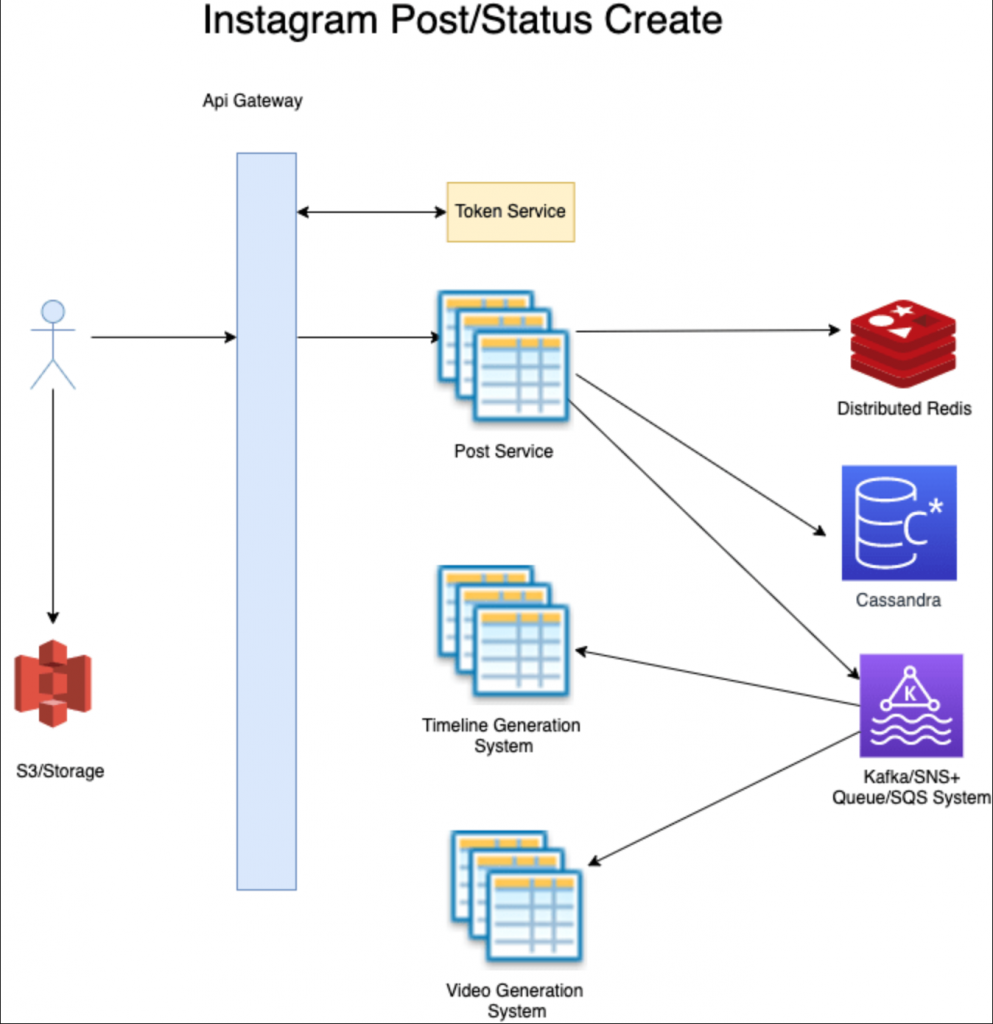 Instagram Post/Status Create
Api Gateway
Token Service
Post Service
Distributed Redis
C*
Cassandra
K
Timeline Generation
System
S3/Storage
Kafka/SNS+
Queue/SQS System
Video Generation
System